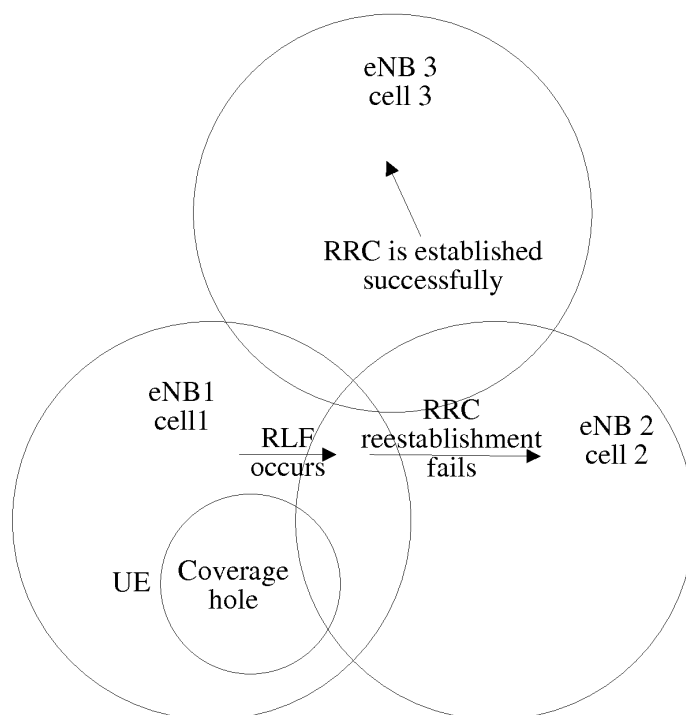 eNB 3
cell 3
RRC is established
successfully
eNB1
cell1
RLF
occurs
RRC
reestablishment
fails
eNB 2
cell 2
UE
Coverage
hole